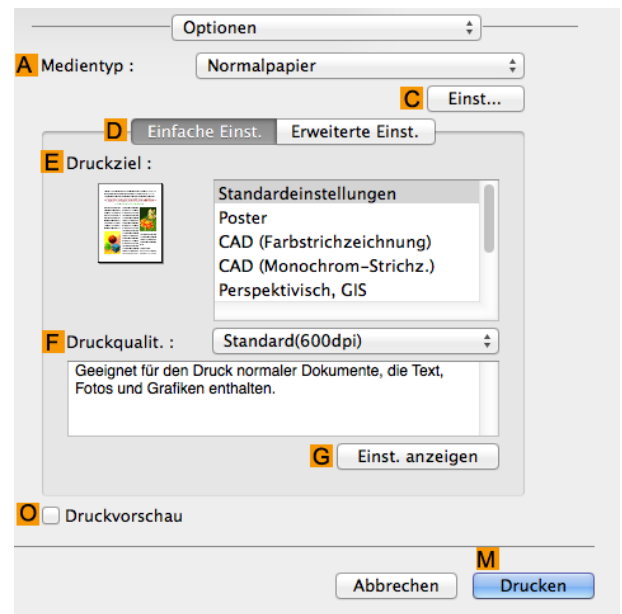 Optionen
A Medientyp : Normalpapier
C Einst...
D Einfache Einst. Erweiterte Einst.
E Druckziel :
Standardeinstellungen
Poster
CAD (Farbstrichzeichnung)
CAD (Monochrom-Strichz.)
Perspektivisch, GIS
F Druckqualit. : Standard(600dpi)
Geeignet für den Druck normaler Dokumente, die Text,
Fotos und Grafiken enthalten.
G Einst. anzeigen
O Druckvorschau
M
Abbrechen Drucken